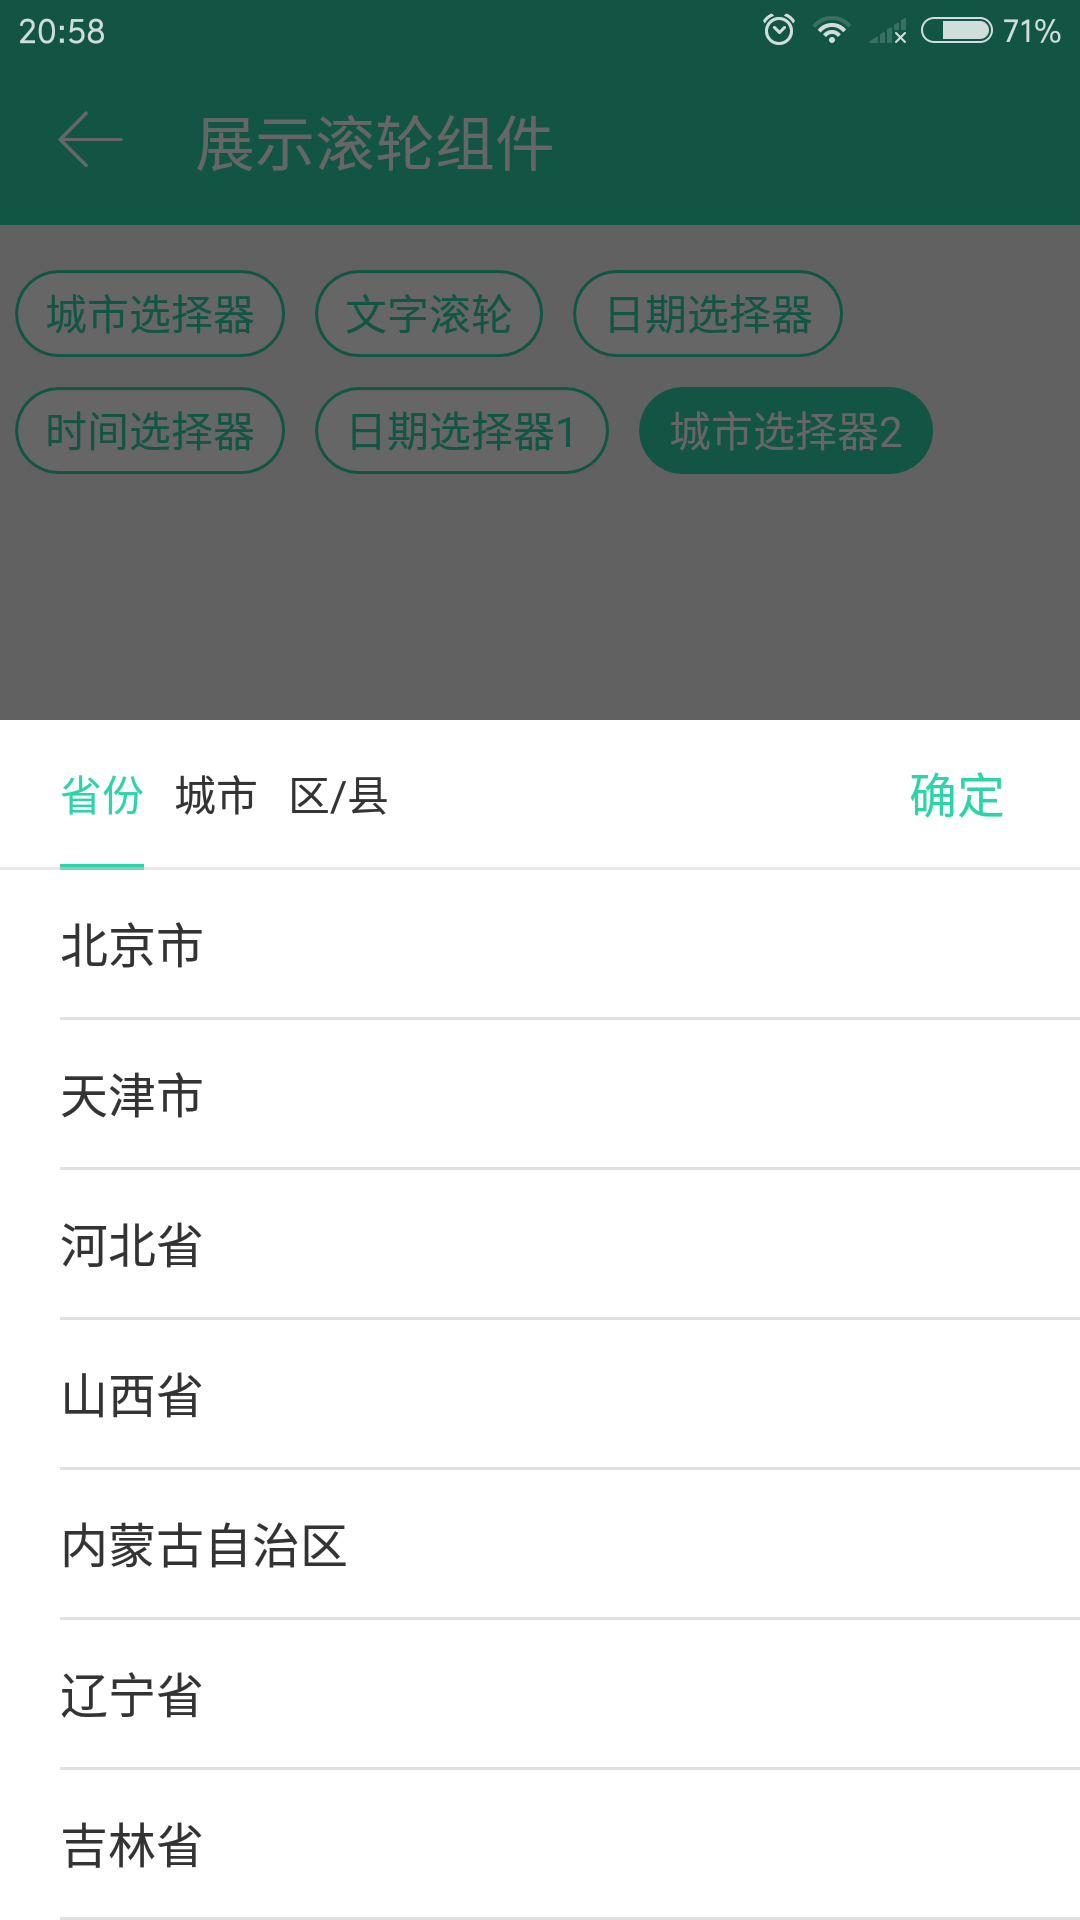 20:58 71%
展示滚轮组件
城市选择器 文字滚轮 日期选择器
时间选择器 日期选择器1 城市选择器2
省份 城市 区/县 确定
北京市
天津市
河北省
山西省
内蒙古自治区
辽宁省
吉林省